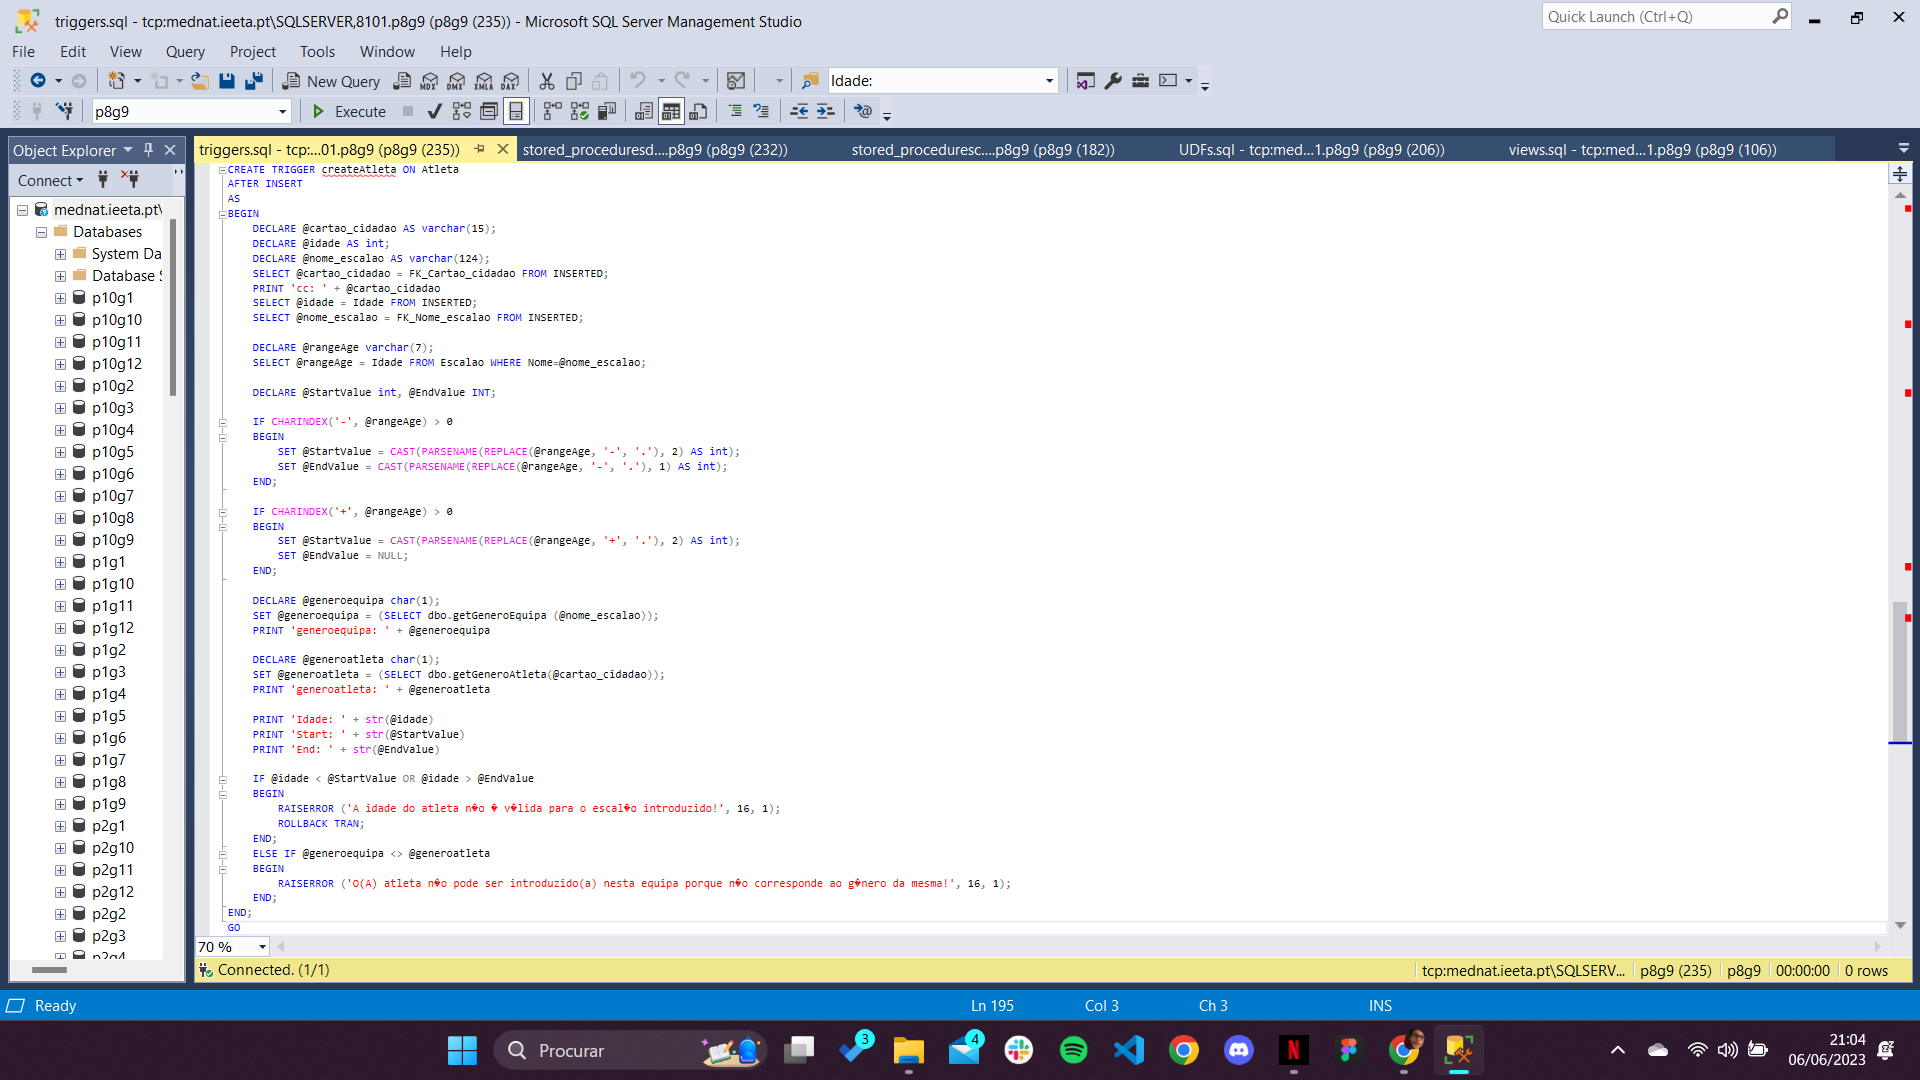 triggers.sql - tcp:mednat.ieeta.pt\SQLSERVER,8101.p8g9 (p8g9 (235)) - Microsoft SQL Server Management Studio
Quick Launch (Ctrl+Q)
File Edit View Query Project Tools Window Help
New Query
MDX DMX XMLA DAX
Idade:
p8g9
Execute
Object Explorer
triggers.sql - tcp:...01.p8g9 (p8g9 (235))
stored_proceduresd....p8g9 (p8g9 (232))
stored_proceduresc....p8g9 (p8g9 (182))
UDFs.sql - tcp:med...1.p8g9 (p8g9 (206))
views.sql - tcp:med...1.p8g9 (p8g9 (106))
Connect
mednat.ieeta.pt\
Databases
System Da
Database S
p10g1
p10g10
p10g11
p10g12
p10g2
p10g3
p10g4
p10g5
p10g6
p10g7
p10g8
p10g9
p1g1
p1g10
p1g11
p1g12
p1g2
p1g3
p1g4
p1g5
p1g6
p1g7
p1g8
p1g9
p2g1
p2g10
p2g11
p2g12
p2g2
p2g3
p2g4
CREATE TRIGGER createAtleta ON Atleta
AFTER INSERT
AS
BEGIN
DECLARE @cartao_cidadao AS varchar(15);
DECLARE @idade AS int;
DECLARE @nome_escalao AS varchar(124);
SELECT @cartao_cidadao = FK_Cartao_cidadao FROM INSERTED;
PRINT 'cc: ' + @cartao_cidadao
SELECT @idade = Idade FROM INSERTED;
SELECT @nome_escalao = FK_Nome_escalao FROM INSERTED;
DECLARE @rangeAge varchar(7);
SELECT @rangeAge = Idade FROM Escalao WHERE Nome=@nome_escalao;
DECLARE @StartValue int, @EndValue INT;
IF CHARINDEX('-', @rangeAge) > 0
BEGIN
SET @StartValue = CAST(PARSENAME(REPLACE(@rangeAge, '-', '.'), 2) AS int);
SET @EndValue = CAST(PARSENAME(REPLACE(@rangeAge, '-', '.'), 1) AS int);
END;
IF CHARINDEX('+', @rangeAge) > 0
BEGIN
SET @StartValue = CAST(PARSENAME(REPLACE(@rangeAge, '+', '.'), 2) AS int);
SET @EndValue = NULL;
END;
DECLARE @generoequipa char(1);
SET @generoequipa = (SELECT dbo.getGeneroEquipa (@nome_escalao));
PRINT 'generoequipa: ' + @generoequipa
DECLARE @generoatleta char(1);
SET @generoatleta = (SELECT dbo.getGeneroAtleta(@cartao_cidadao));
PRINT 'generoatleta: ' + @generoatleta
PRINT 'Idade: ' + str(@idade)
PRINT 'Start: ' + str(@StartValue)
PRINT 'End: ' + str(@EndValue)
IF @idade < @StartValue OR @idade > @EndValue
BEGIN
RAISERROR ('A idade do atleta n�o � v�lida para o escal�o introduzido!', 16, 1);
ROLLBACK TRAN;
END;
ELSE IF @generoequipa <> @generoatleta
BEGIN
RAISERROR ('O(A) atleta n�o pode ser introduzido(a) nesta equipa porque n�o corresponde ao g�nero da mesma!', 16, 1);
END;
END;
GO
70 %
Connected. (1/1)
tcp:mednat.ieeta.pt\SQLSERV... p8g9 (235) p8g9 00:00:00 0 rows
Ready
Ln 195 Col 3 Ch 3 INS
Procurar
3
4
N
21:04
06/06/2023